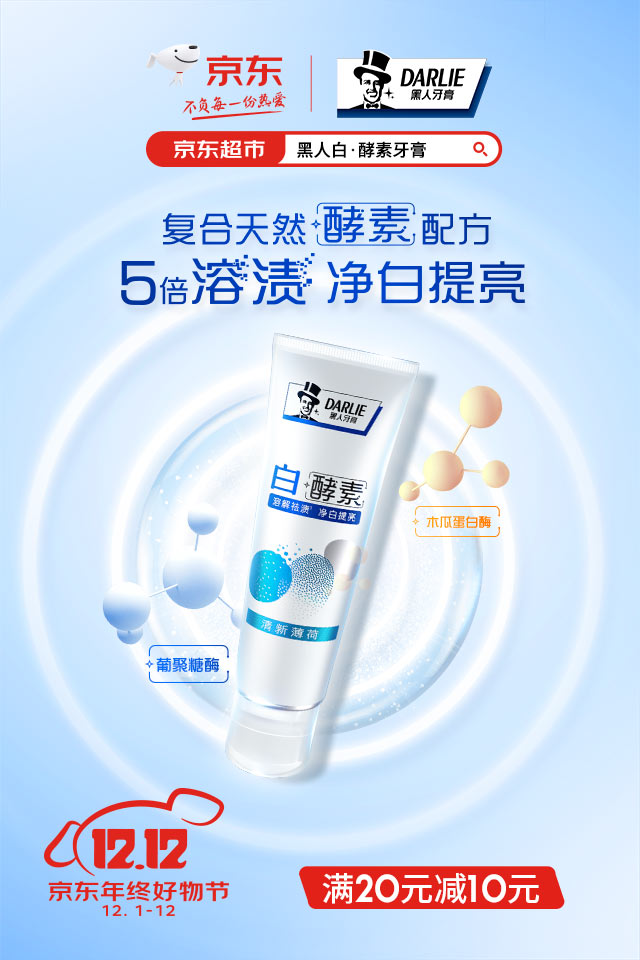 京东
不负每一份热爱
DARLIE
黑人牙膏
京东超市
黑人白·酵素牙膏
复合天然酵素配方
5倍溶渍 净白提亮
DARLIE
黑人牙膏
白·酵素
溶解祛渍 净白提亮
清新薄荷
木瓜蛋白酶
葡聚糖酶
12.12
京东年终好物节
12. 1-12
满20元减10元